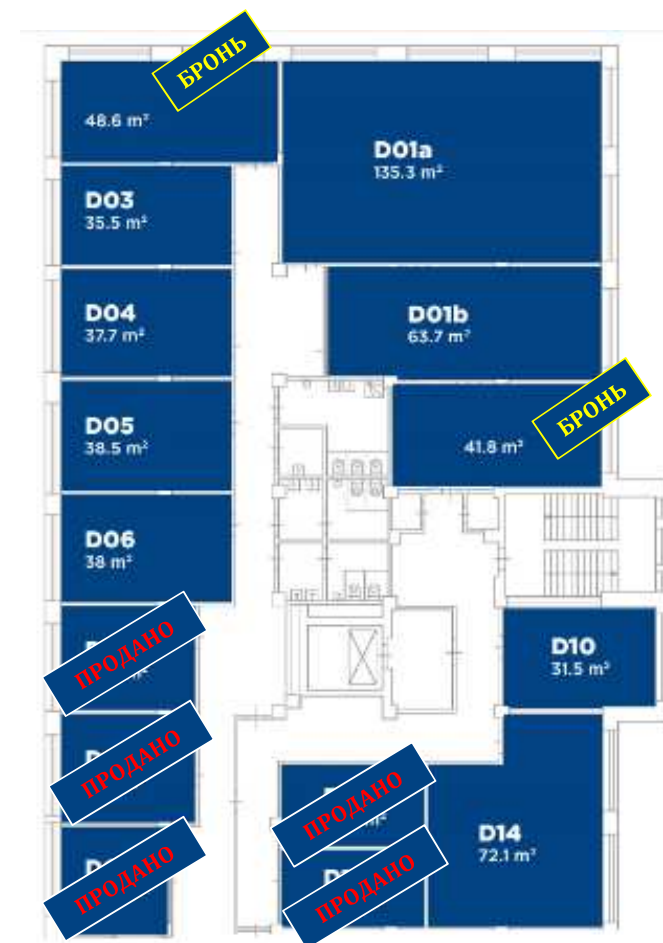 БРОНЬ
48.6 m²
D01a
135.3 m²
D03
35.5 m²
D04
37.7 m²
D01b
63.7 m²
D05
38.5 m²
БРОНЬ
41.8 m²
D06
38 m²
ПРОДАНО
D10
31.5 m²
ПРОДАНО
ПРОДАНО
D14
72.1 m²
ПРОДАНО
ПРОДАНО